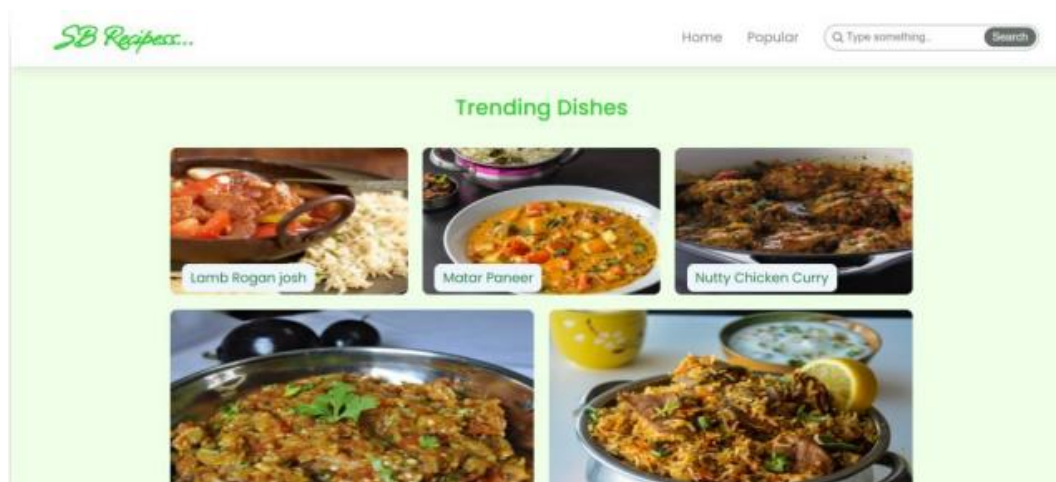 SB Recipess... Home Popular Type something.. Search
Trending Dishes
Lamb Rogan josh Matar Paneer Nutty Chicken Curry